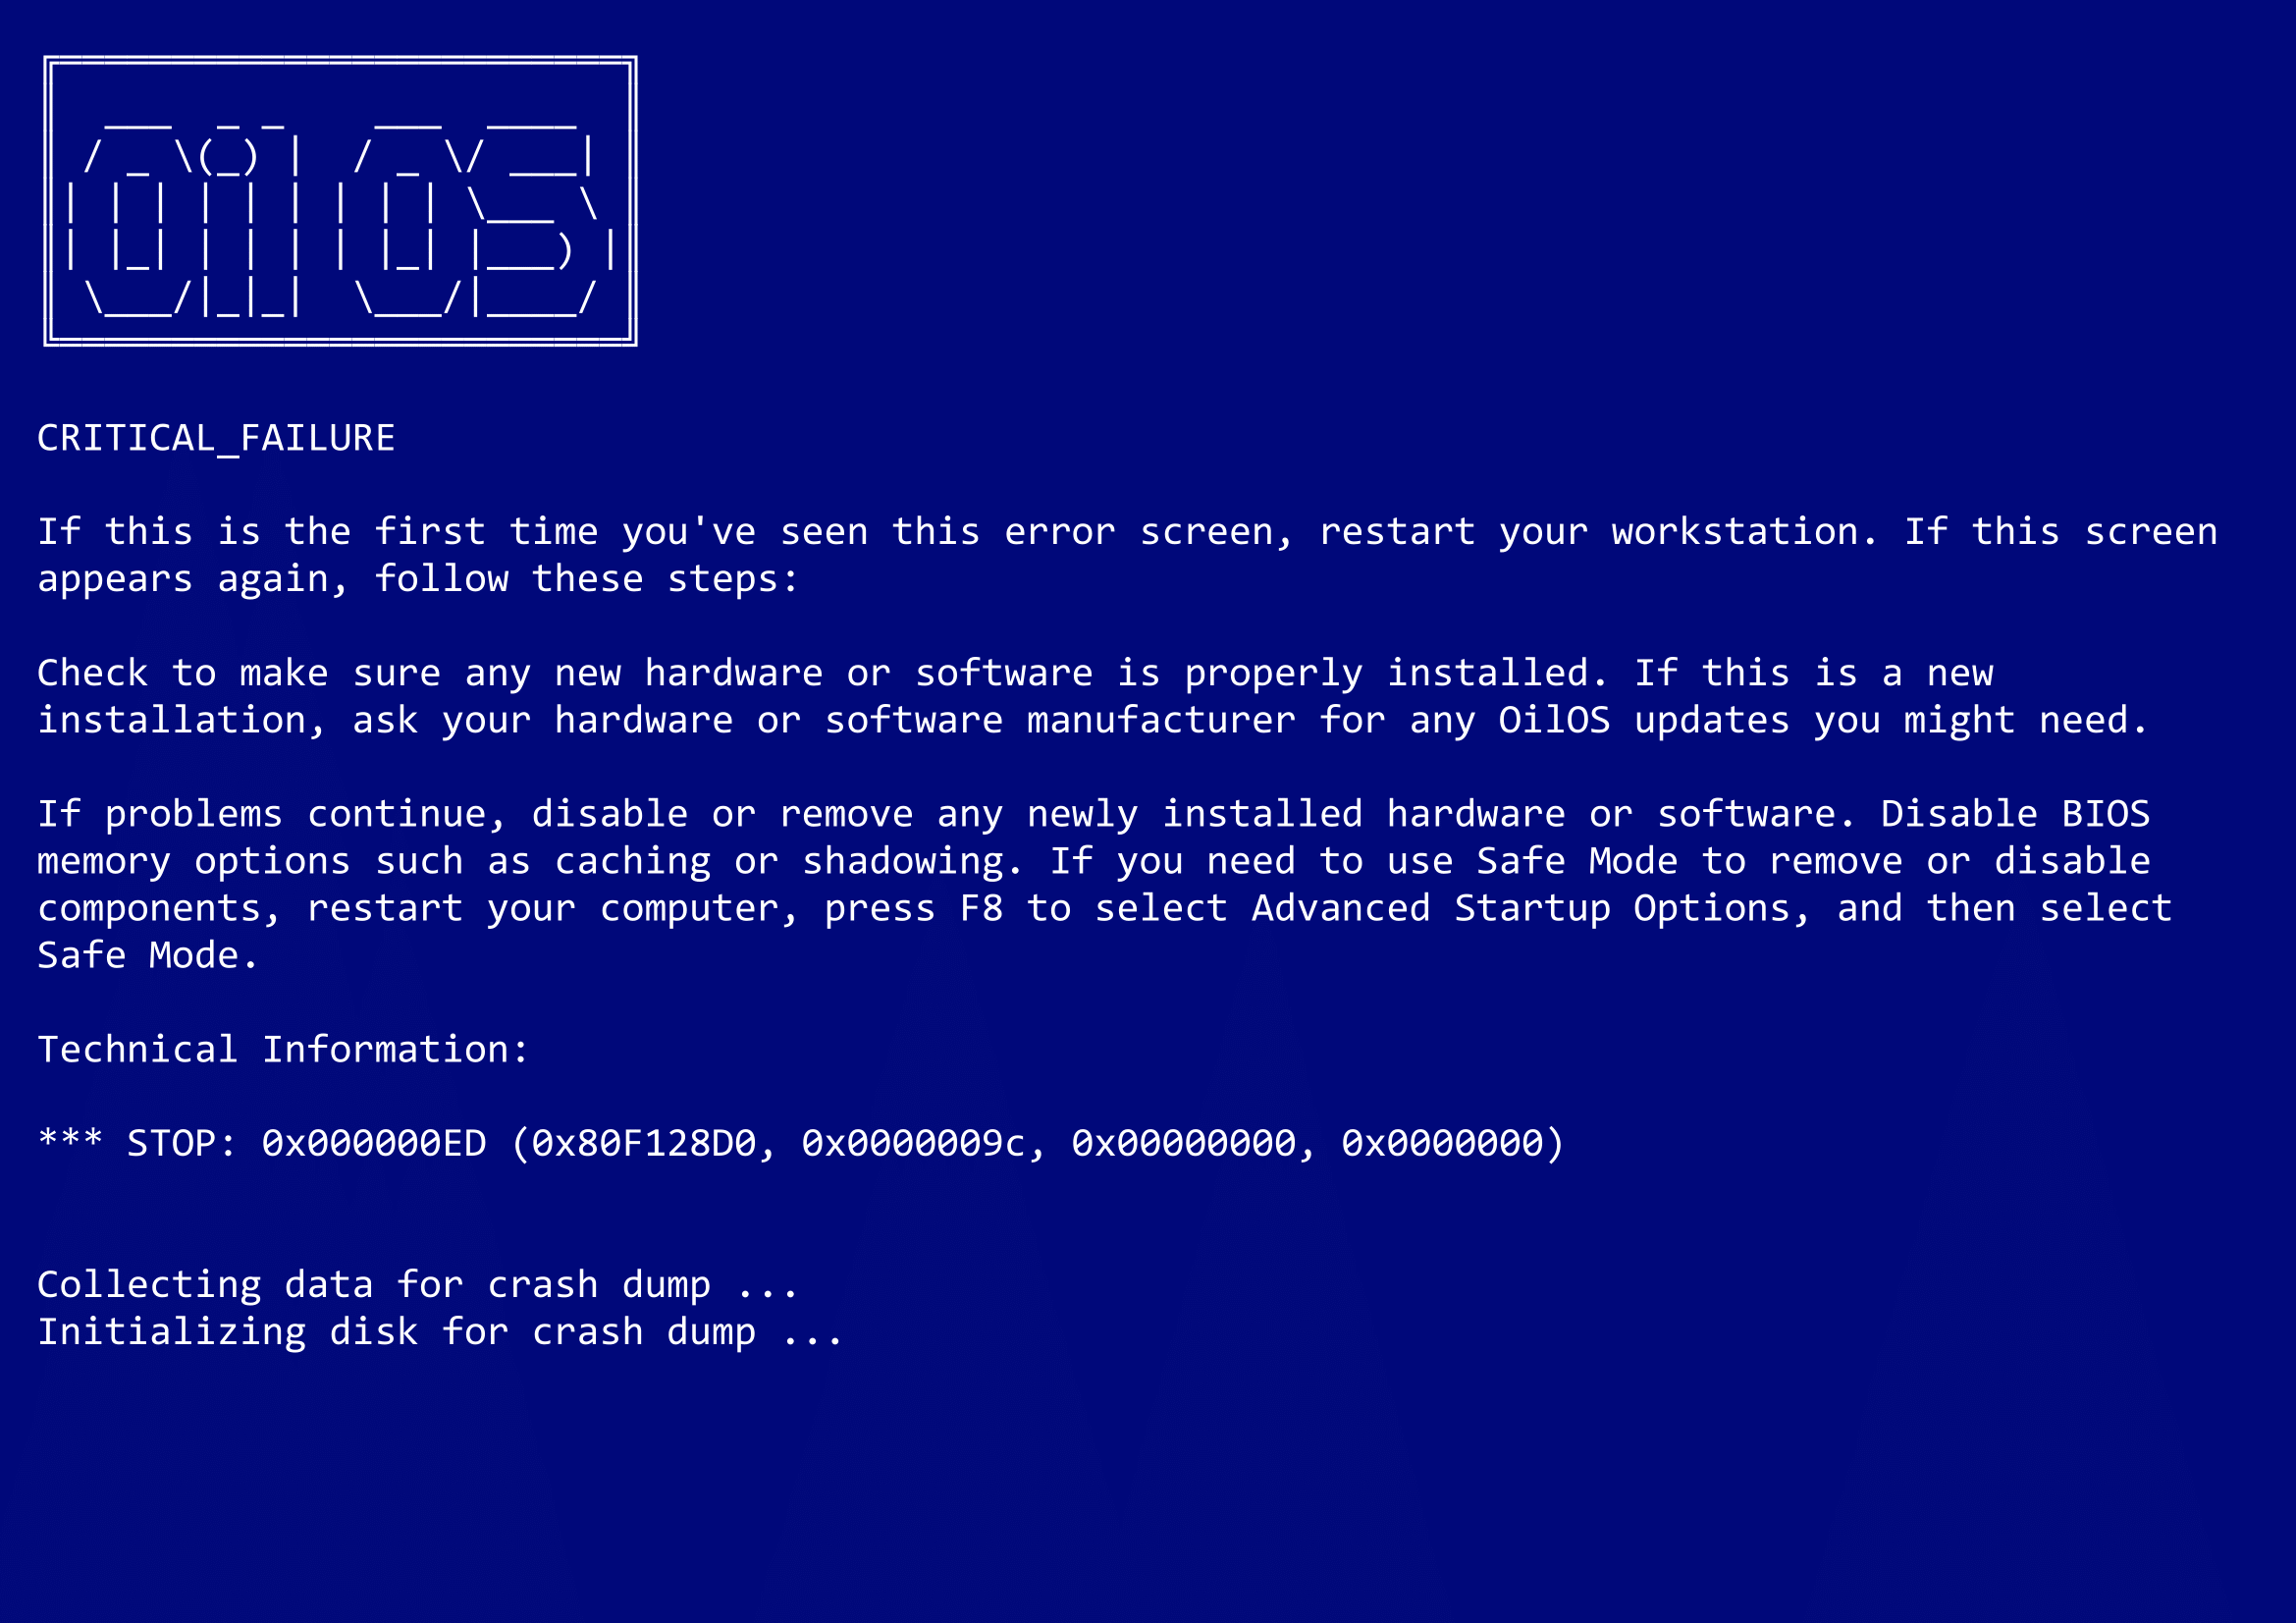 OilOS
CRITICAL_FAILURE
If this is the first time you've seen this error screen, restart your workstation. If this screen
appears again, follow these steps:
Check to make sure any new hardware or software is properly installed. If this is a new
installation, ask your hardware or software manufacturer for any OilOS updates you might need.
If problems continue, disable or remove any newly installed hardware or software. Disable BIOS
memory options such as caching or shadowing. If you need to use Safe Mode to remove or disable
components, restart your computer, press F8 to select Advanced Startup Options, and then select
Safe Mode.
Technical Information:
*** STOP: 0x000000ED (0x80F128D0, 0x0000009c, 0x00000000, 0x0000000)
Collecting data for crash dump ...
Initializing disk for crash dump ...